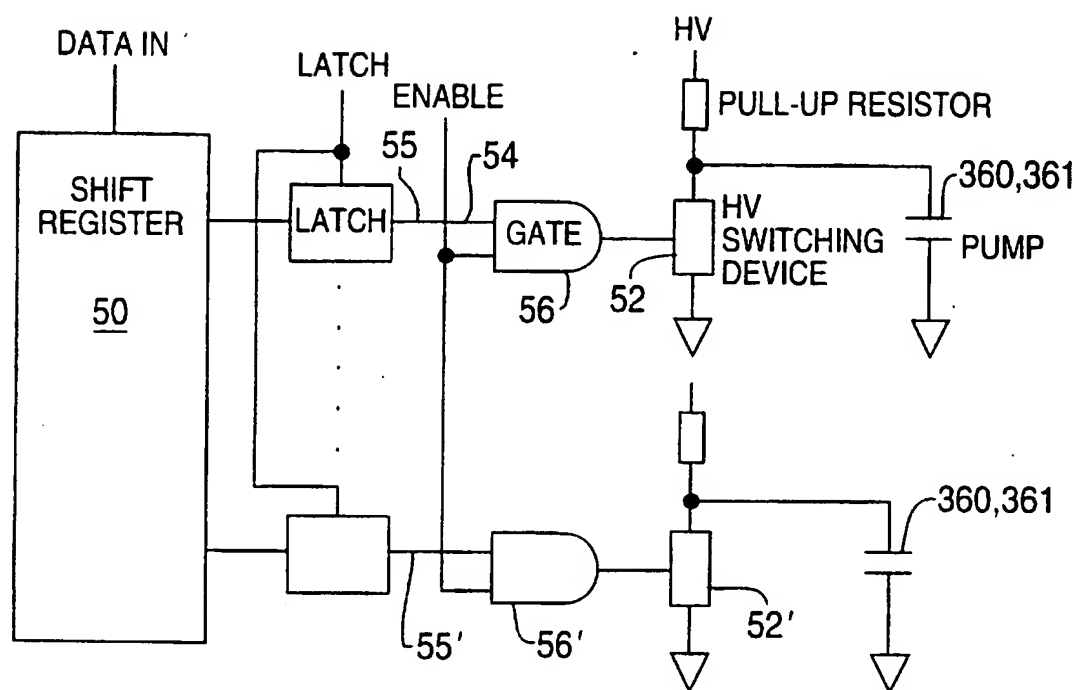 DATA IN
LATCH
ENABLE
HV
PULL-UP RESISTOR
SHIFT
REGISTER
50
LATCH
55
54
GATE
56
52
HV
SWITCHING
DEVICE
360,361
PUMP
55'
56'
52'
360,361